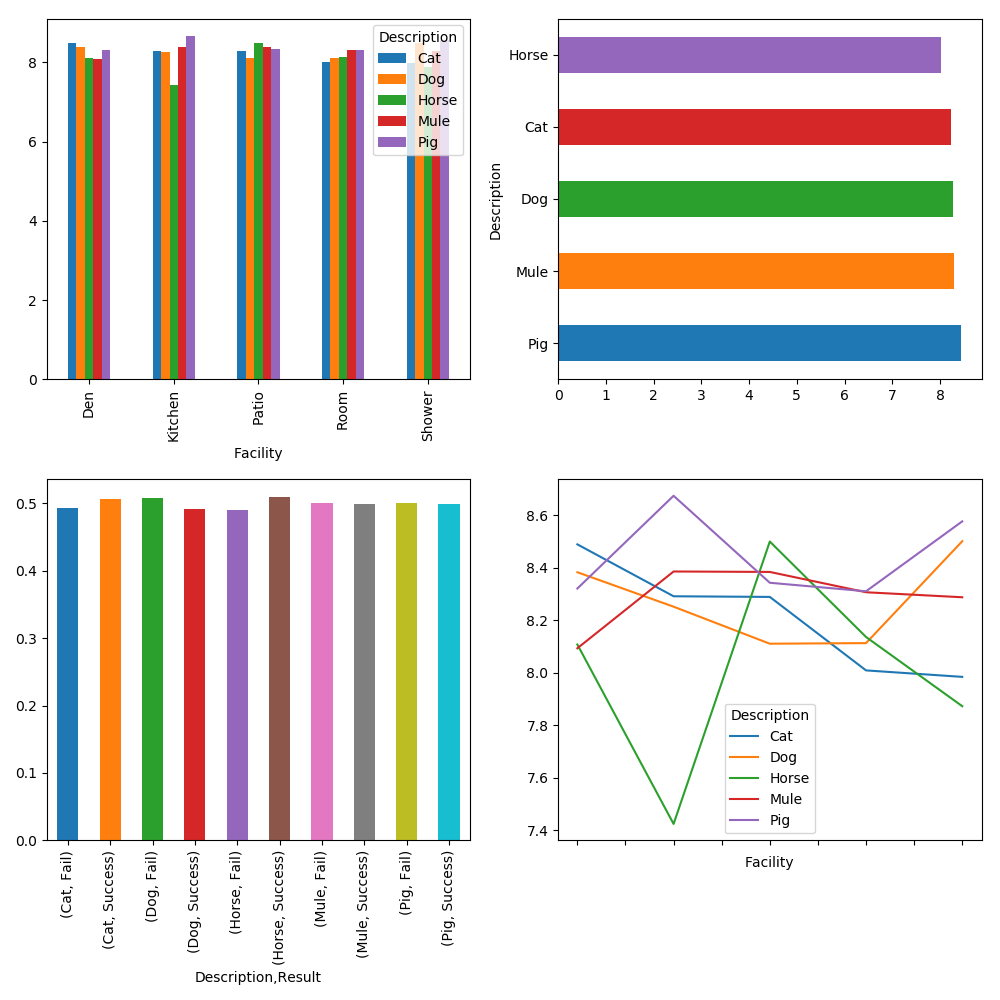 Description
Cat
Dog
Horse
Mule
Pig
8
6
4
2
0
Den
Kitchen
Patio
Room
Shower
Facility
Description
Horse
Cat
Dog
Mule
Pig
0 1 2 3 4 5 6 7 8
0.5
0.4
0.3
0.2
0.1
0.0
(Cat, Fail)
(Cat, Success)
(Dog, Fail)
(Dog, Success)
(Horse, Fail)
(Horse, Success)
(Mule, Fail)
(Mule, Success)
(Pig, Fail)
(Pig, Success)
Description,Result
8.6
8.4
8.2
8.0
7.8
7.6
7.4
Description
Cat
Dog
Horse
Mule
Pig
Facility